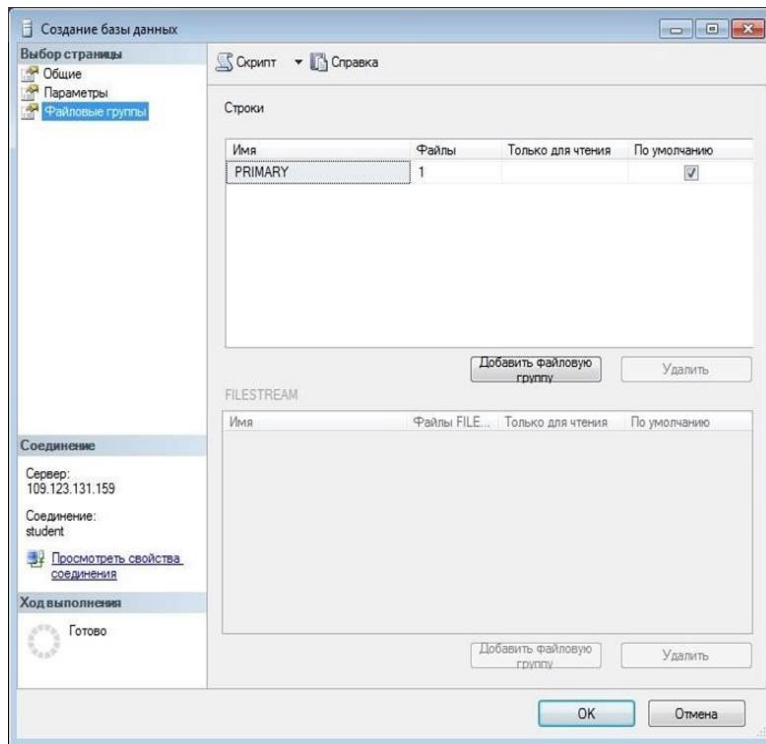 Создание базы данных
Выбор страницы
Общие
Параметры
Файловые группы
Скрипт Справка
Строки
Имя Файлы Только для чтения По умолчанию
PRIMARY 1
Добавить файловую группу Удалить
FILESTREAM
Имя Файлы FILE... Только для чтения По умолчанию
Добавить файловую группу Удалить
Соединение
Сервер:
109.123.131.159
Соединение:
student
Просмотреть свойства
соединения
Ход выполнения
Готово
OK Отмена